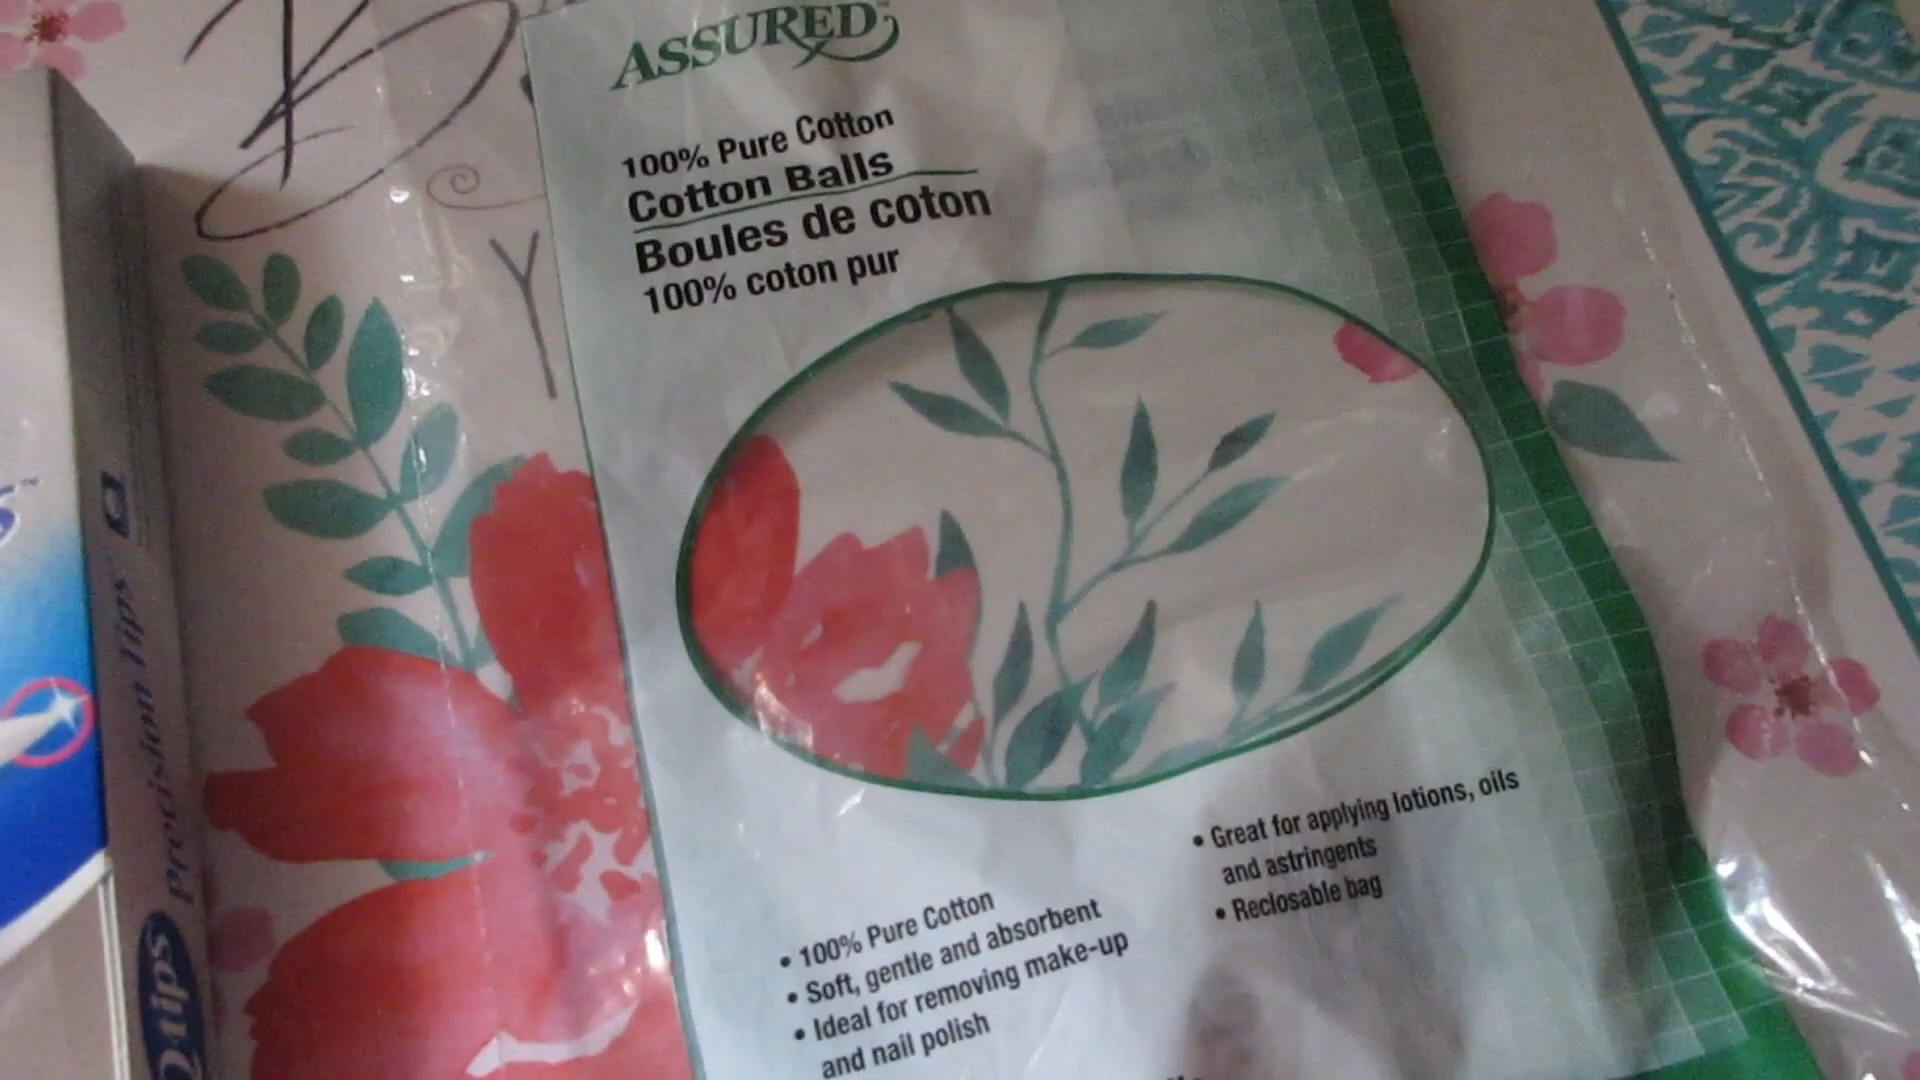 ASSURED
100% Pure Cotton
Cotton Balls
Boules de coton
100% coton pur
• Great for applying lotions, oils
and astringents
• Reclosable bag
• 100% Pure Cotton
• Soft, gentle and absorbent
• Ideal for removing make-up
and nail polish
Q-tips Precision Tips
Y